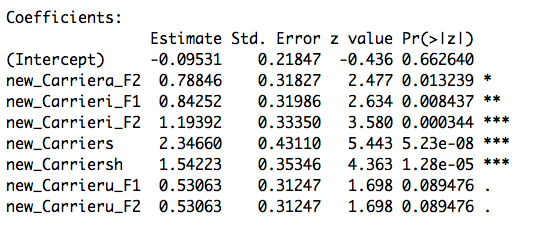 Coefficients:
Estimate Std. Error z value Pr(>|z|)
(Intercept) -0.09531 0.21847 -0.436 0.662640
new_Carriera_F2 0.78846 0.31827 2.477 0.013239 *
new_Carrieri_F1 0.84252 0.31986 2.634 0.008437 **
new_Carrieri_F2 1.19392 0.33350 3.580 0.000344 ***
new_Carriers 2.34660 0.43110 5.443 5.23e-08 ***
new_Carriersh 1.54223 0.35346 4.363 1.28e-05 ***
new_Carrieru_F1 0.53063 0.31247 1.698 0.089476 .
new_Carrieru_F2 0.53063 0.31247 1.698 0.089476 .